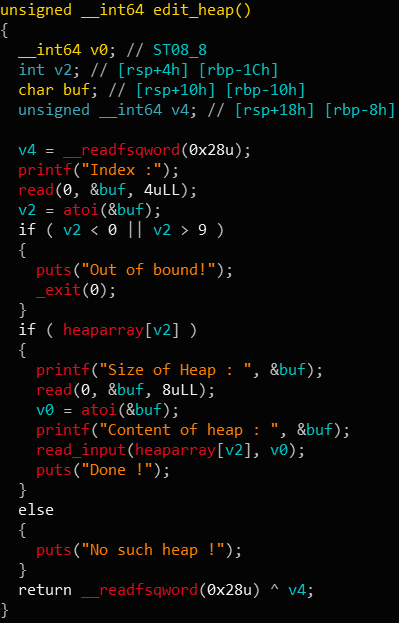 unsigned __int64 edit_heap()
{
  __int64 v0; // ST08_8
  int v2; // [rsp+4h] [rbp-1Ch]
  char buf; // [rsp+10h] [rbp-10h]
  unsigned __int64 v4; // [rsp+18h] [rbp-8h]

  v4 = __readfsqword(0x28u);
  printf("Index :");
  read(0, &buf, 4uLL);
  v2 = atoi(&buf);
  if ( v2 < 0 || v2 > 9 )
  {
    puts("Out of bound!");
    _exit(0);
  }
  if ( heaparray[v2] )
  {
    printf("Size of Heap : ", &buf);
    read(0, &buf, 8uLL);
    v0 = atoi(&buf);
    printf("Content of heap : ", &buf);
    read_input(heaparray[v2], v0);
    puts("Done !");
  }
  else
  {
    puts("No such heap !");
  }
  return __readfsqword(0x28u) ^ v4;
}